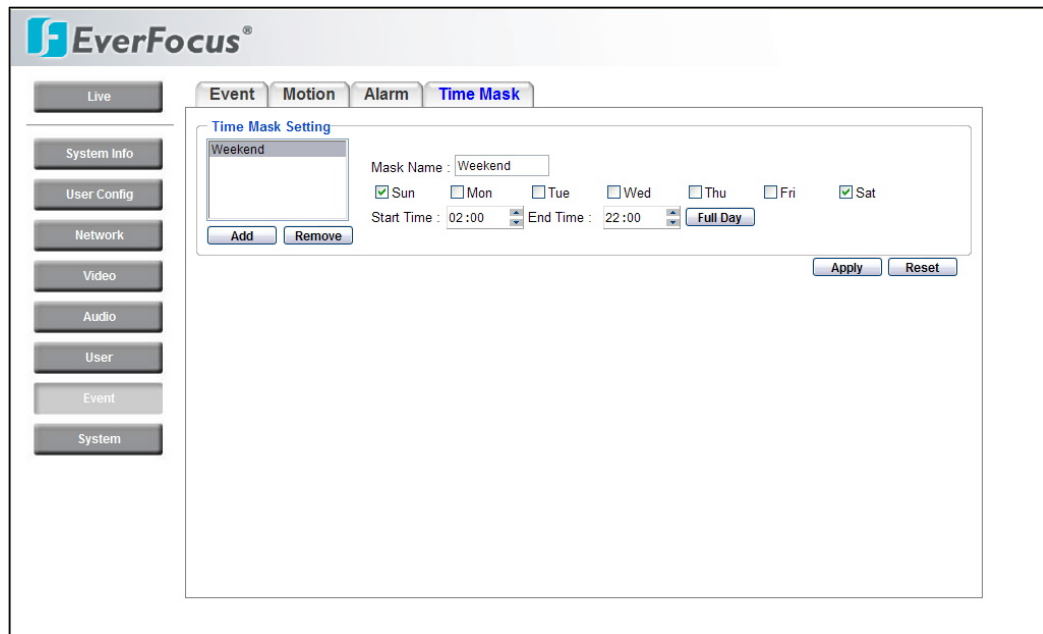 EverFocus®
Live
System Info
User Config
Network
Video
Audio
User
Event
System
Event Motion Alarm Time Mask
Time Mask Setting
Weekend
Add Remove
Mask Name : Weekend
Sun Mon Tue Wed Thu Fri Sat
Start Time : 02:00 End Time : 22:00 Full Day
Apply Reset